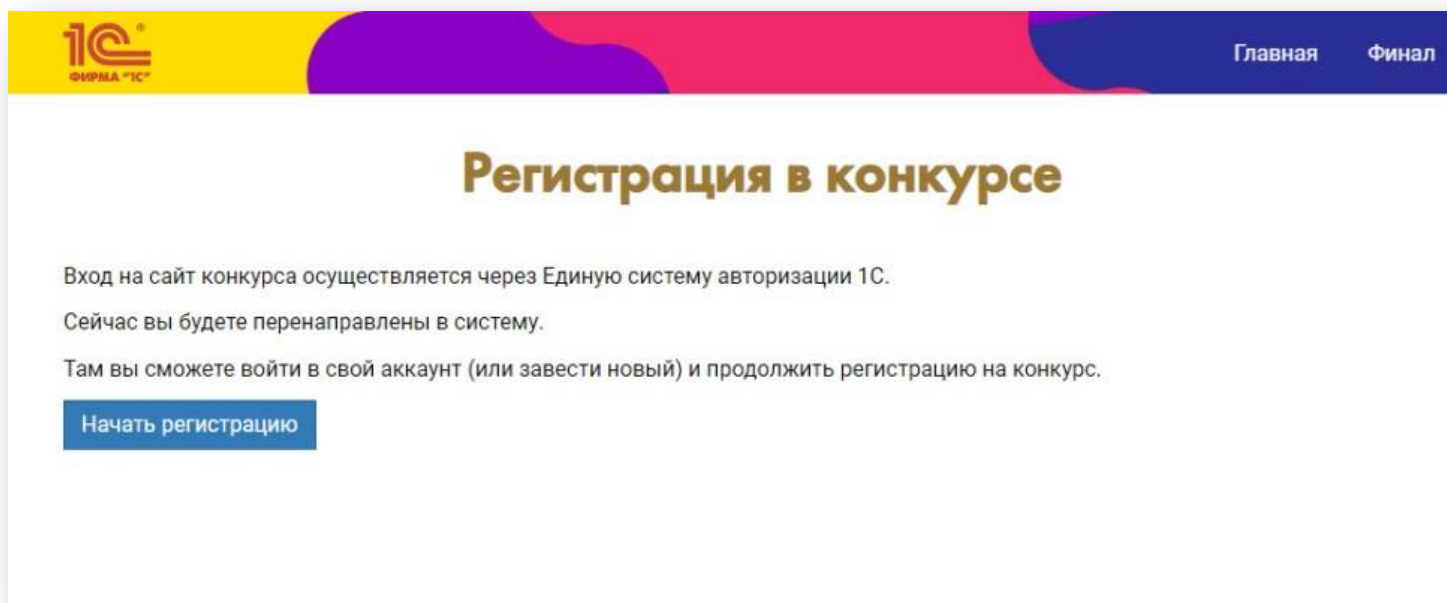 1С®
ФИРМА "1С"
Главная Финал
Регистрация в конкурсе
Вход на сайт конкурса осуществляется через Единую систему авторизации 1С.
Сейчас вы будете перенаправлены в систему.
Там вы сможете войти в свой аккаунт (или завести новый) и продолжить регистрацию на конкурс.
Начать регистрацию